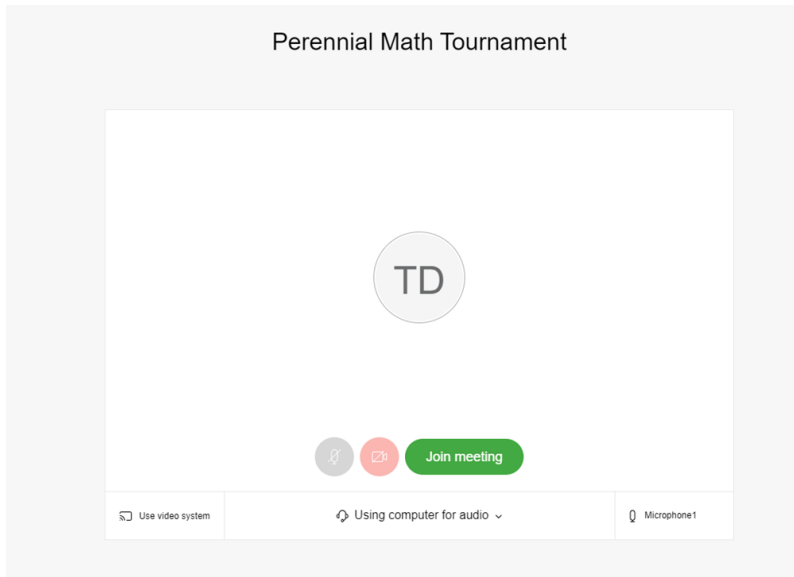 Perennial Math Tournament
TD
Join meeting
Use video system
Using computer for audio
Microphone1